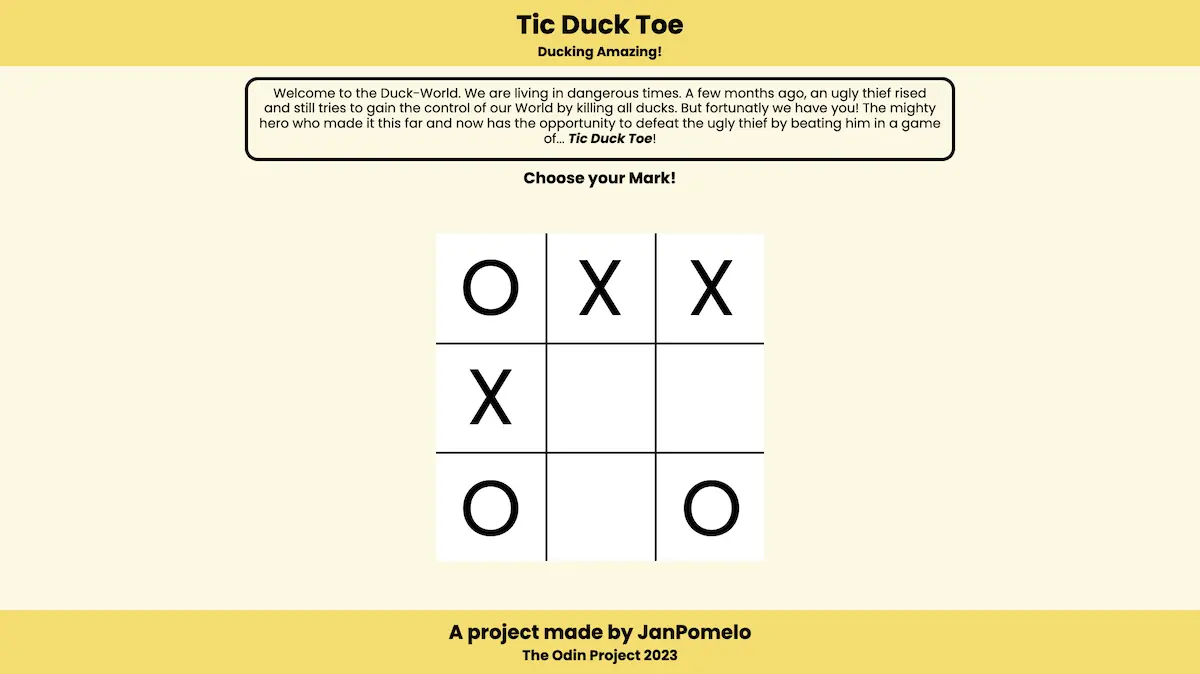 Tic Duck Toe
Ducking Amazing!
Welcome to the Duck-World. We are living in dangerous times. A few months ago, an ugly thief rised
and still tries to gain the control of our World by killing all ducks. But fortunatly we have you! The mighty
hero who made it this far and now has the opportunity to defeat the ugly thief by beating him in a game
of... Tic Duck Toe!
Choose your Mark!
O X X
X
O O
A project made by JanPomelo
The Odin Project 2023